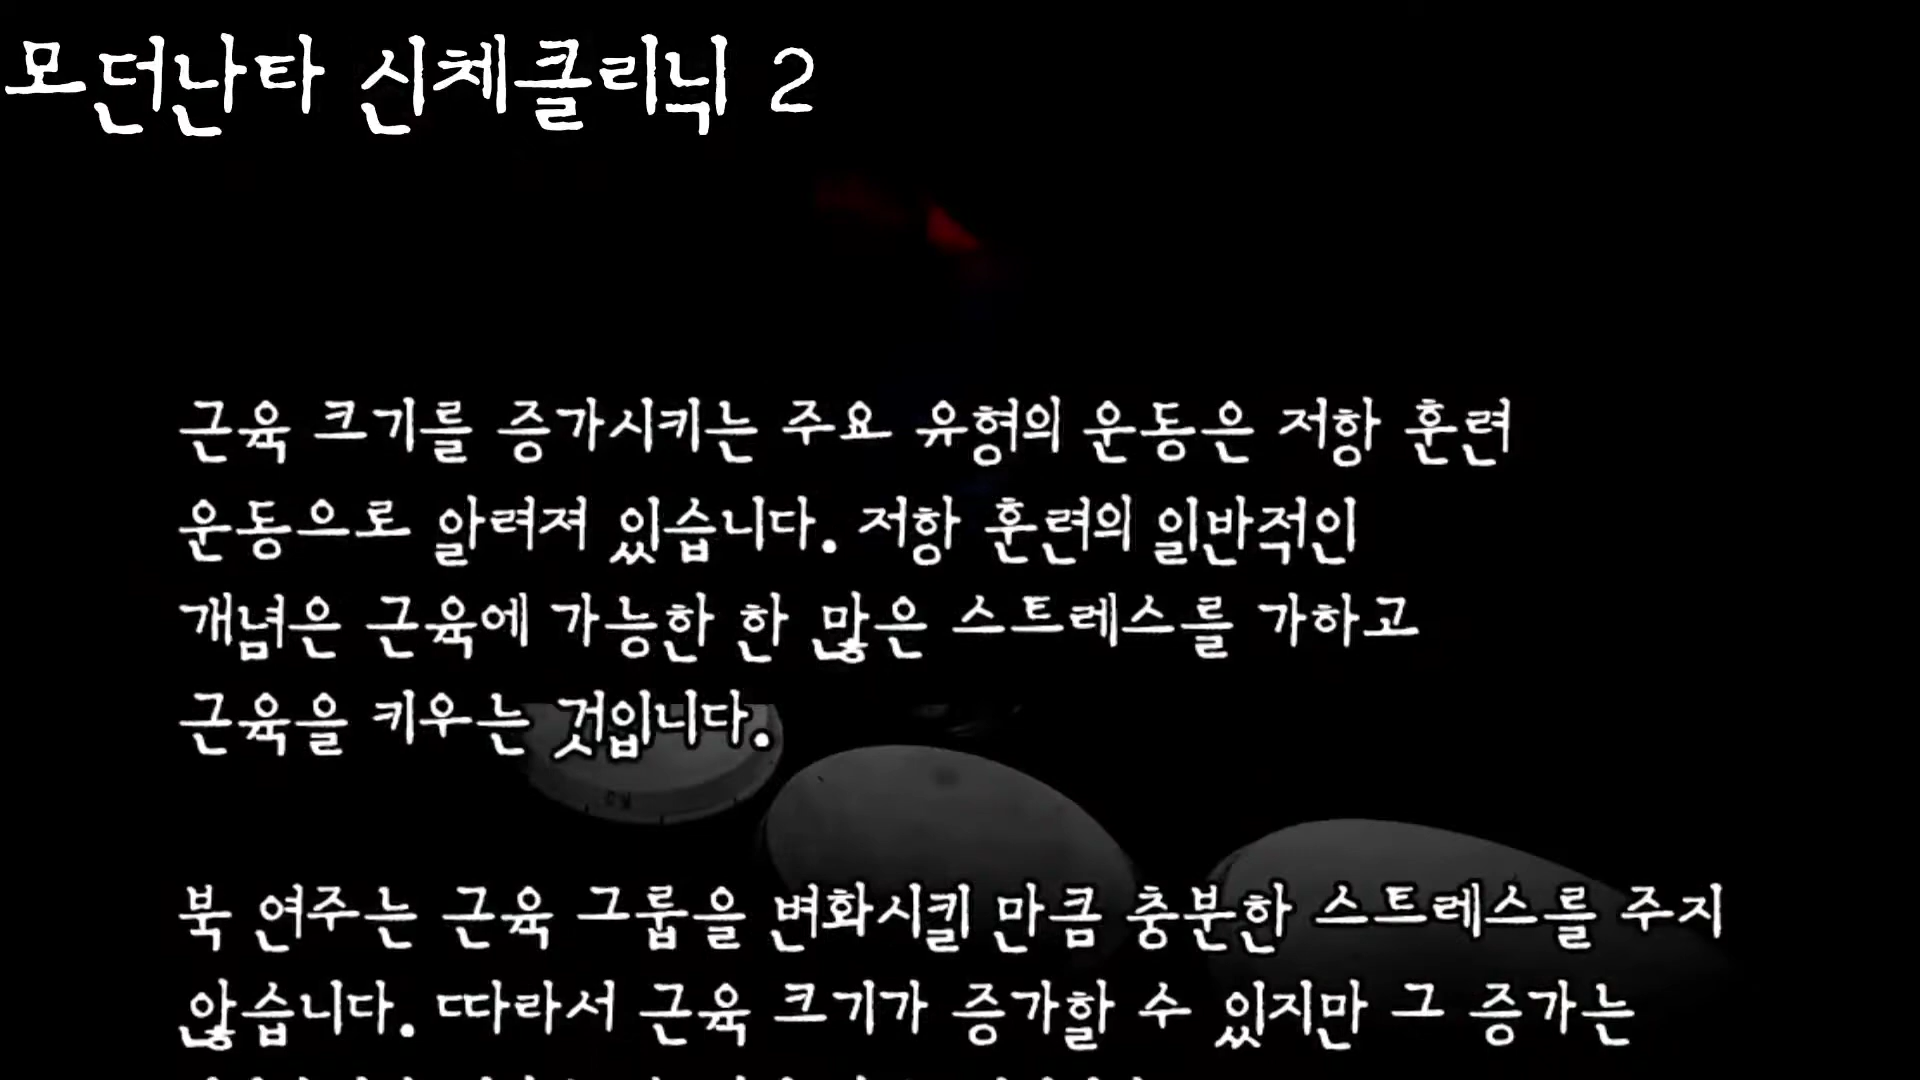 모던난타 신체클리닉 2
근육 크기를 증가시키는 주요 유형의 운동은 저항 훈련
운동으로 알려져 있습니다. 저항 훈련의 일반적인
개념은 근육에 가능한 한 많은 스트레스를 가하고
근육을 키우는 것입니다.
북 연주는 근육 그룹을 변화시킬 만큼 충분한 스트레스를 주지
않습니다. 따라서 근육 크기가 증가할 수 있지만 그 증가는